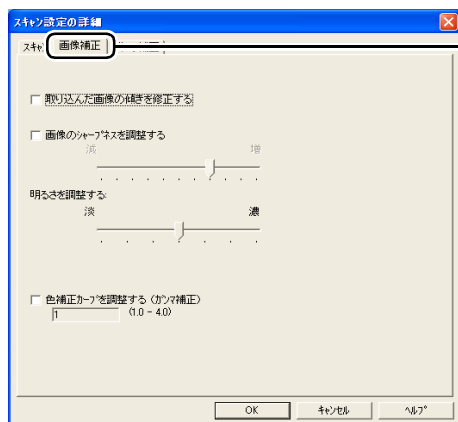 スキャン設定の詳細
スキャ 画像補正
取り込んだ画像の傾きを修正する
画像のシャープネスを調整する
減 増
明るさを調整する:
淡 濃
色補正カーブを調整する (ガンマ補正)
1 (1.0 - 4.0)
OK キャンセル ヘルプ